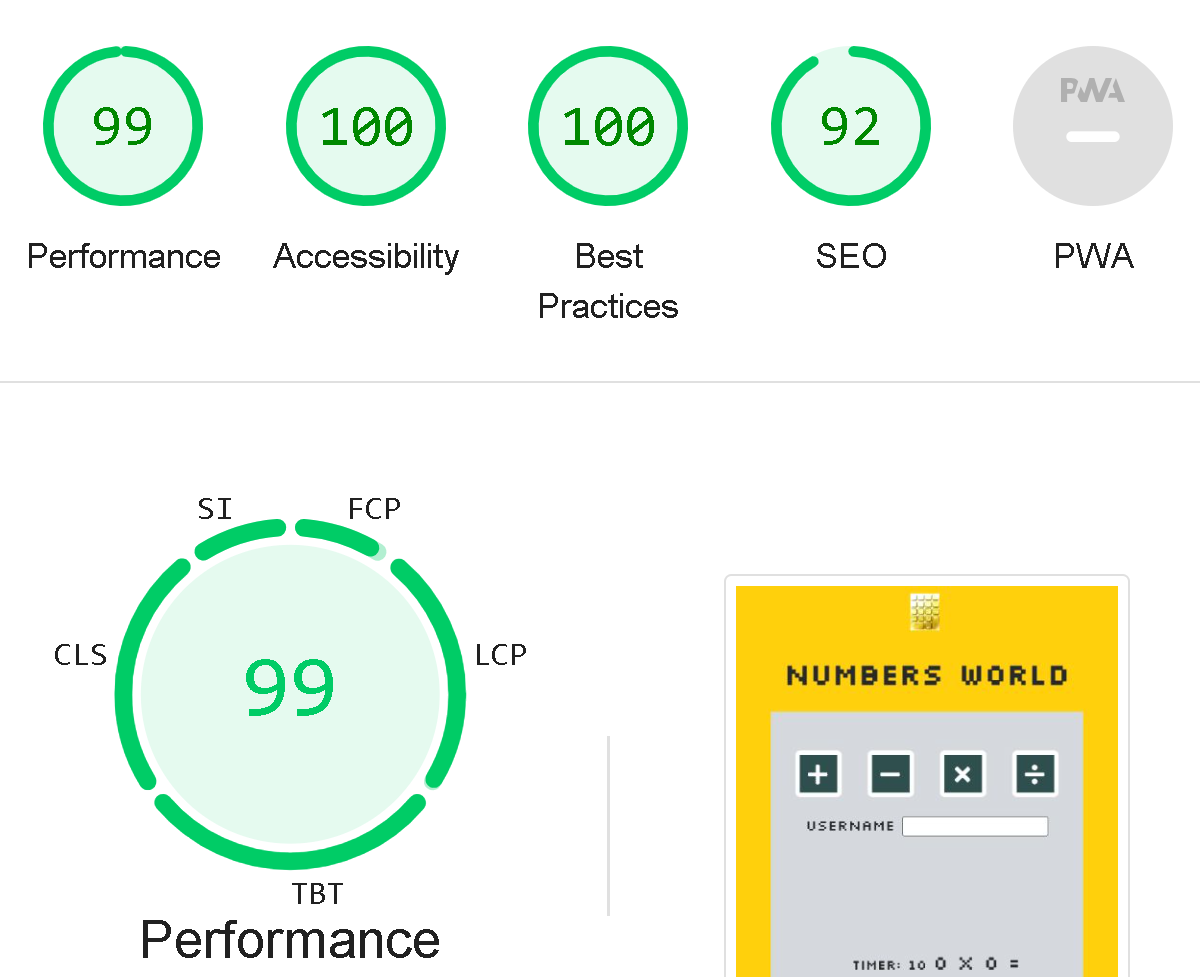 99 100 100 92 PWA
Performance Accessibility Best Practices SEO PWA
SI FCP
CLS LCP
99
TBT
Performance
NUMBERS WORLD
+ − × ÷
USERNAME
TIMER: 10 0 X 0 =